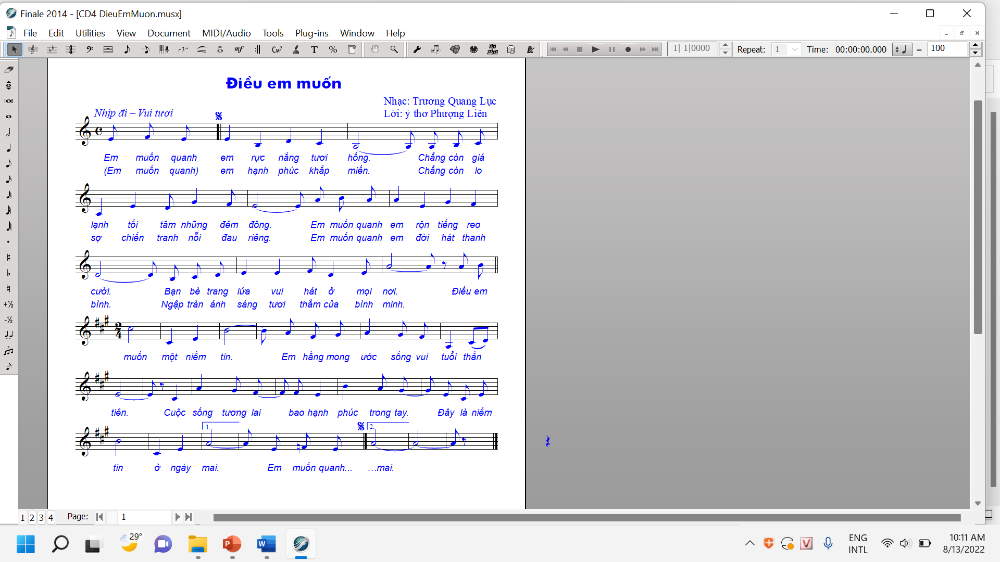 Finale 2014 - [CD4 DieuEmMuon.musx]
File Edit Utilities View Document MIDI/Audio Tools Plug-ins Window Help
1| 1|0000 Repeat: 1 Time: 00:00:00.000 = 100
Điều em muốn
Nhạc: Trương Quang Lục
Nhịp đi – Vui tươi
Lời: ý thơ Phượng Liên
Em muốn quanh em rực nắng tươi hồng. Chẳng còn giá
(Em muốn quanh) em hạnh phúc khắp miền. Chẳng còn lo
lạnh tối tăm những đêm đông. Em muốn quanh em rộn tiếng reo
sợ chiến tranh nỗi đau riêng. Em muốn quanh em đời hát thanh
cười. Bạn bè trang lứa vui hát ở mọi nơi. Điều em
bình. Ngập tràn ánh sáng tươi thắm của bình minh.
muốn một niềm tin. Em hằng mong ước sống vui tuổi thần
tiên. Cuộc sống tương lai bao hạnh phúc trong tay. Đây là niềm
1. 2.
tin ở ngày mai. Em muốn quanh... ...mai.
1 2 3 4 Page: 1
29°
ENG
INTL
10:11 AM
8/13/2022